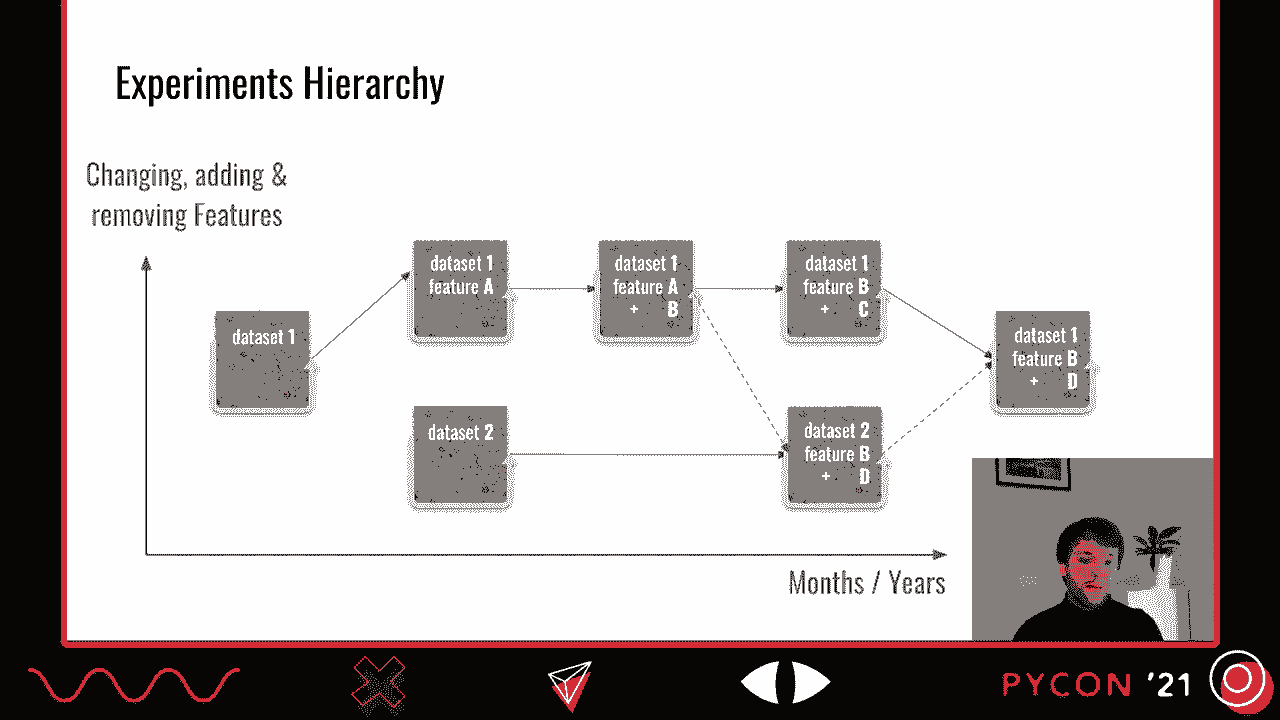 Experiments Hierarchy
Changing, adding &
removing Features
dataset 1
dataset 1
feature A
dataset 1
feature A
+ B
dataset 1
feature B
+ C
dataset 1
feature B
+ D
dataset 2
dataset 2
feature B
+ D
Months / Years
PYCON '21